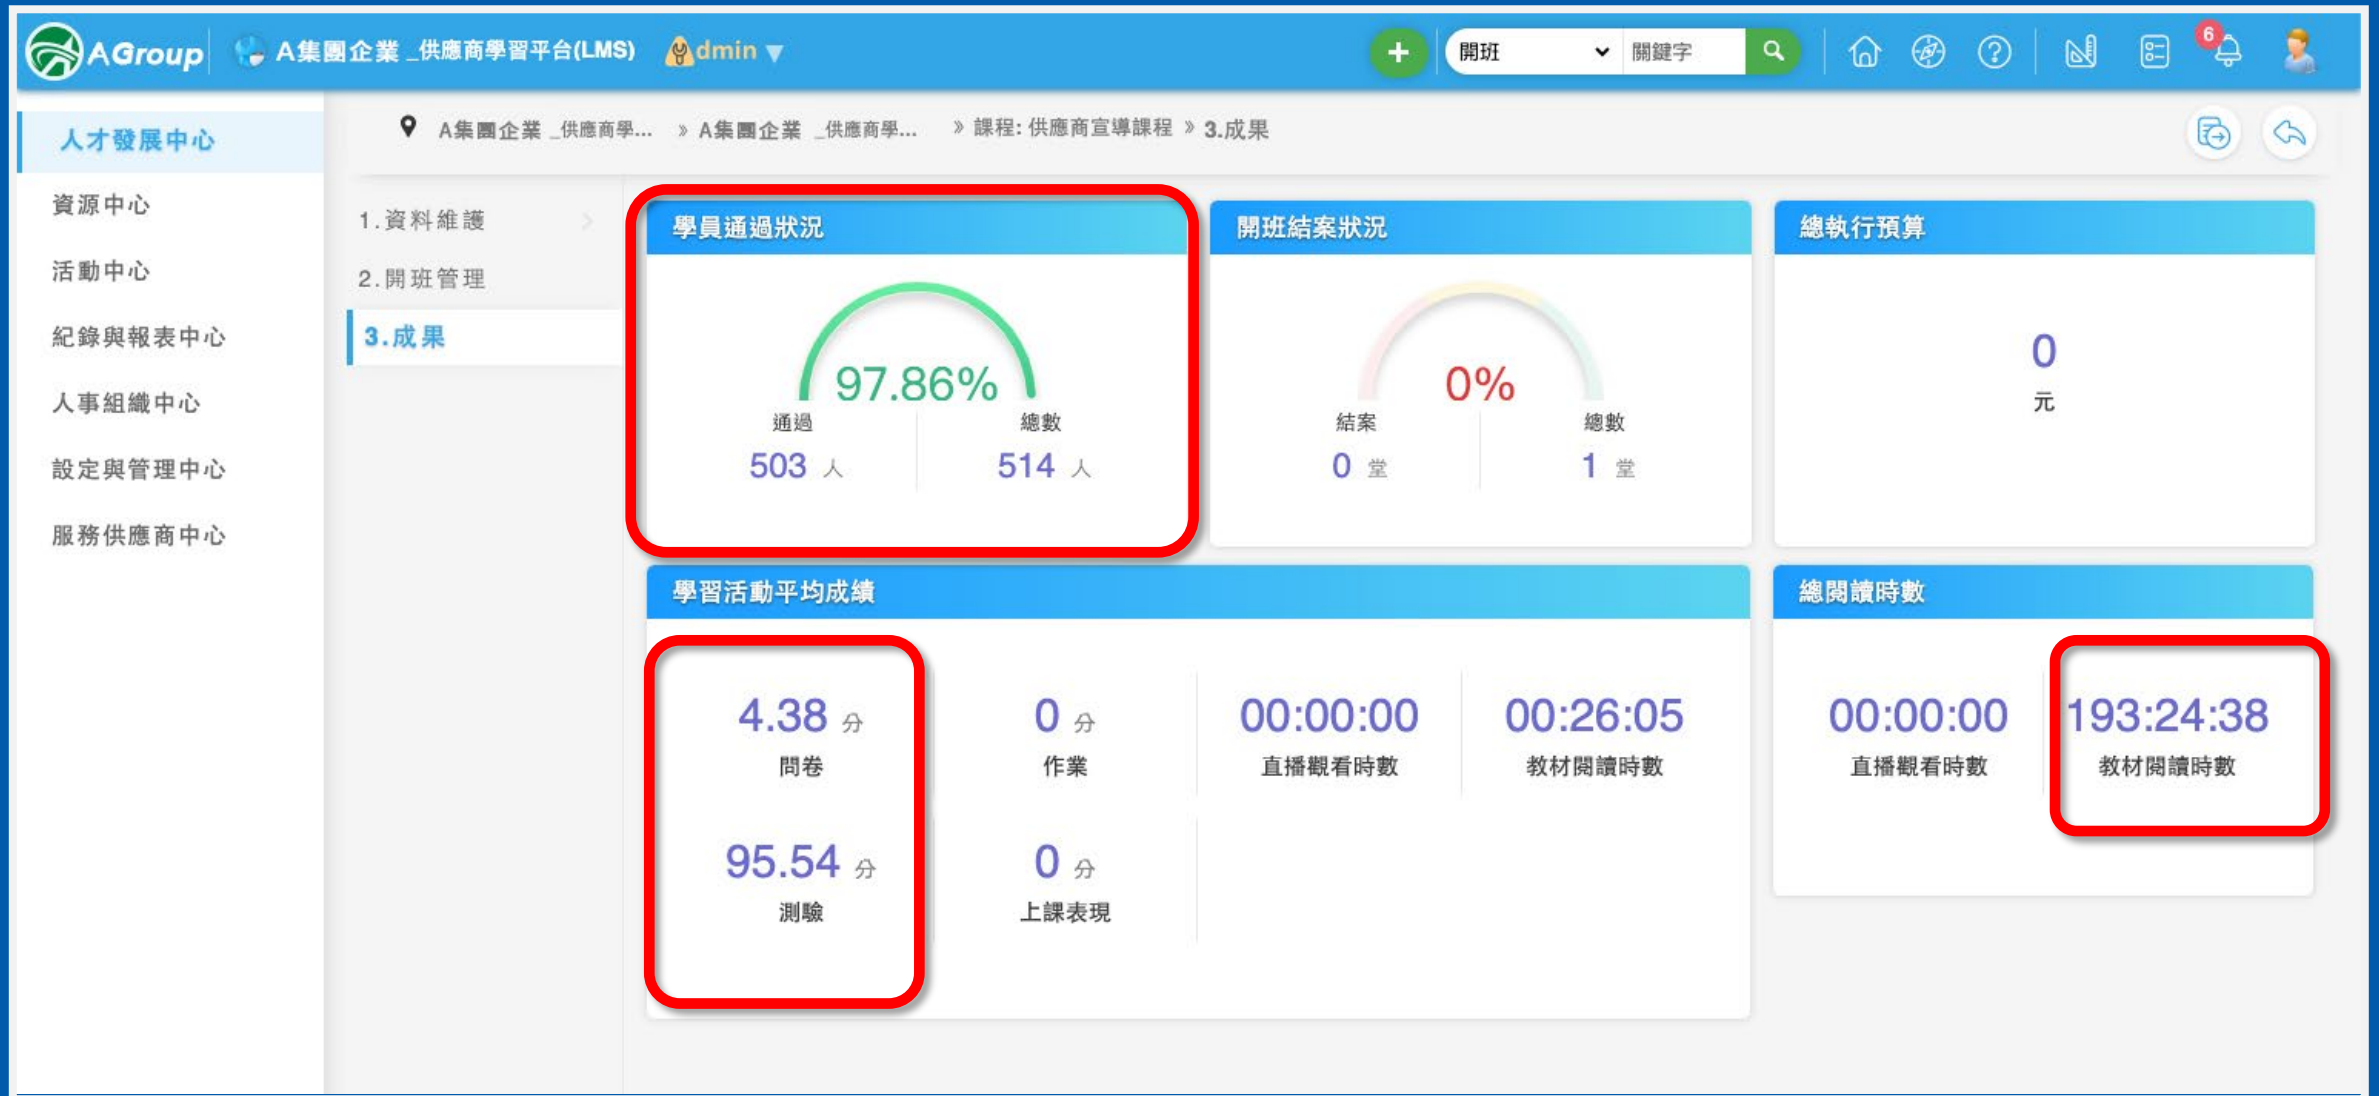 AGroup A集團企業 _供應商學習平台(LMS) Admin ▼ + 開班 關鍵字 6
人才發展中心
資源中心
活動中心
紀錄與報表中心
人事組織中心
設定與管理中心
服務供應商中心
A集團企業 _供應商學... » A集團企業 _供應商學... » 課程: 供應商宣導課程 » 3.成果
1.資料維護 >
2.開班管理
3.成果
學員通過狀況
97.86%
通過 總數
503 人 514 人
開班結案狀況
0%
結案 總數
0 堂 1 堂
總執行預算
0
元
學習活動平均成績
4.38 分 0 分 00:00:00 00:26:05
問卷 作業 直播觀看時數 教材閱讀時數
95.54 分 0 分
測驗 上課表現
總閱讀時數
00:00:00 193:24:38
直播觀看時數 教材閱讀時數